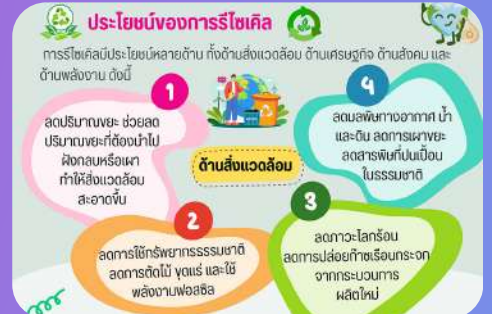 ประโยชน์ของการรีไซเคิล
การรีไซเคิลมีประโยชน์หลายด้าน ทั้งด้านสิ่งแวดล้อม ด้านเศรษฐกิจ ด้านสังคม และ
ด้านพลังงาน ดังนี้
1
ลดปริมาณขยะ ช่วยลด
ปริมาณขยะที่ต้องนำไป
ฝังกลบหรือเผา
ทำให้สิ่งแวดล้อม
สะอาดขึ้น
ด้านสิ่งแวดล้อม
2
ลดการใช้ทรัพยากรธรรมชาติ
ลดการตัดไม้ ขุดแร่ และใช้
พลังงานฟอสซิล
3
ลดภาวะโลกร้อน
ลดการปล่อยก๊าซเรือนกระจก
จากกระบวนการ
ผลิตใหม่
4
ลดมลพิษทางอากาศ น้ำ
และดิน ลดการเผาขยะ
ลดสารพิษที่ปนเปื้อน
ในธรรมชาติ